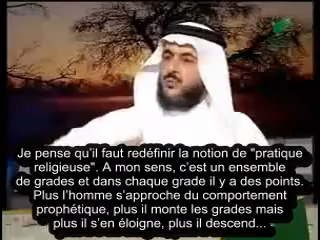 Je pense qu'il faut redéfinir la notion de "pratique
religieuse". A mon sens, c'est un ensemble
de grades et dans chaque grade il y a des points.
Plus l'homme s'approche du comportement
prophétique, plus il monte les grades mais
plus il s'en éloigne, plus il descend...